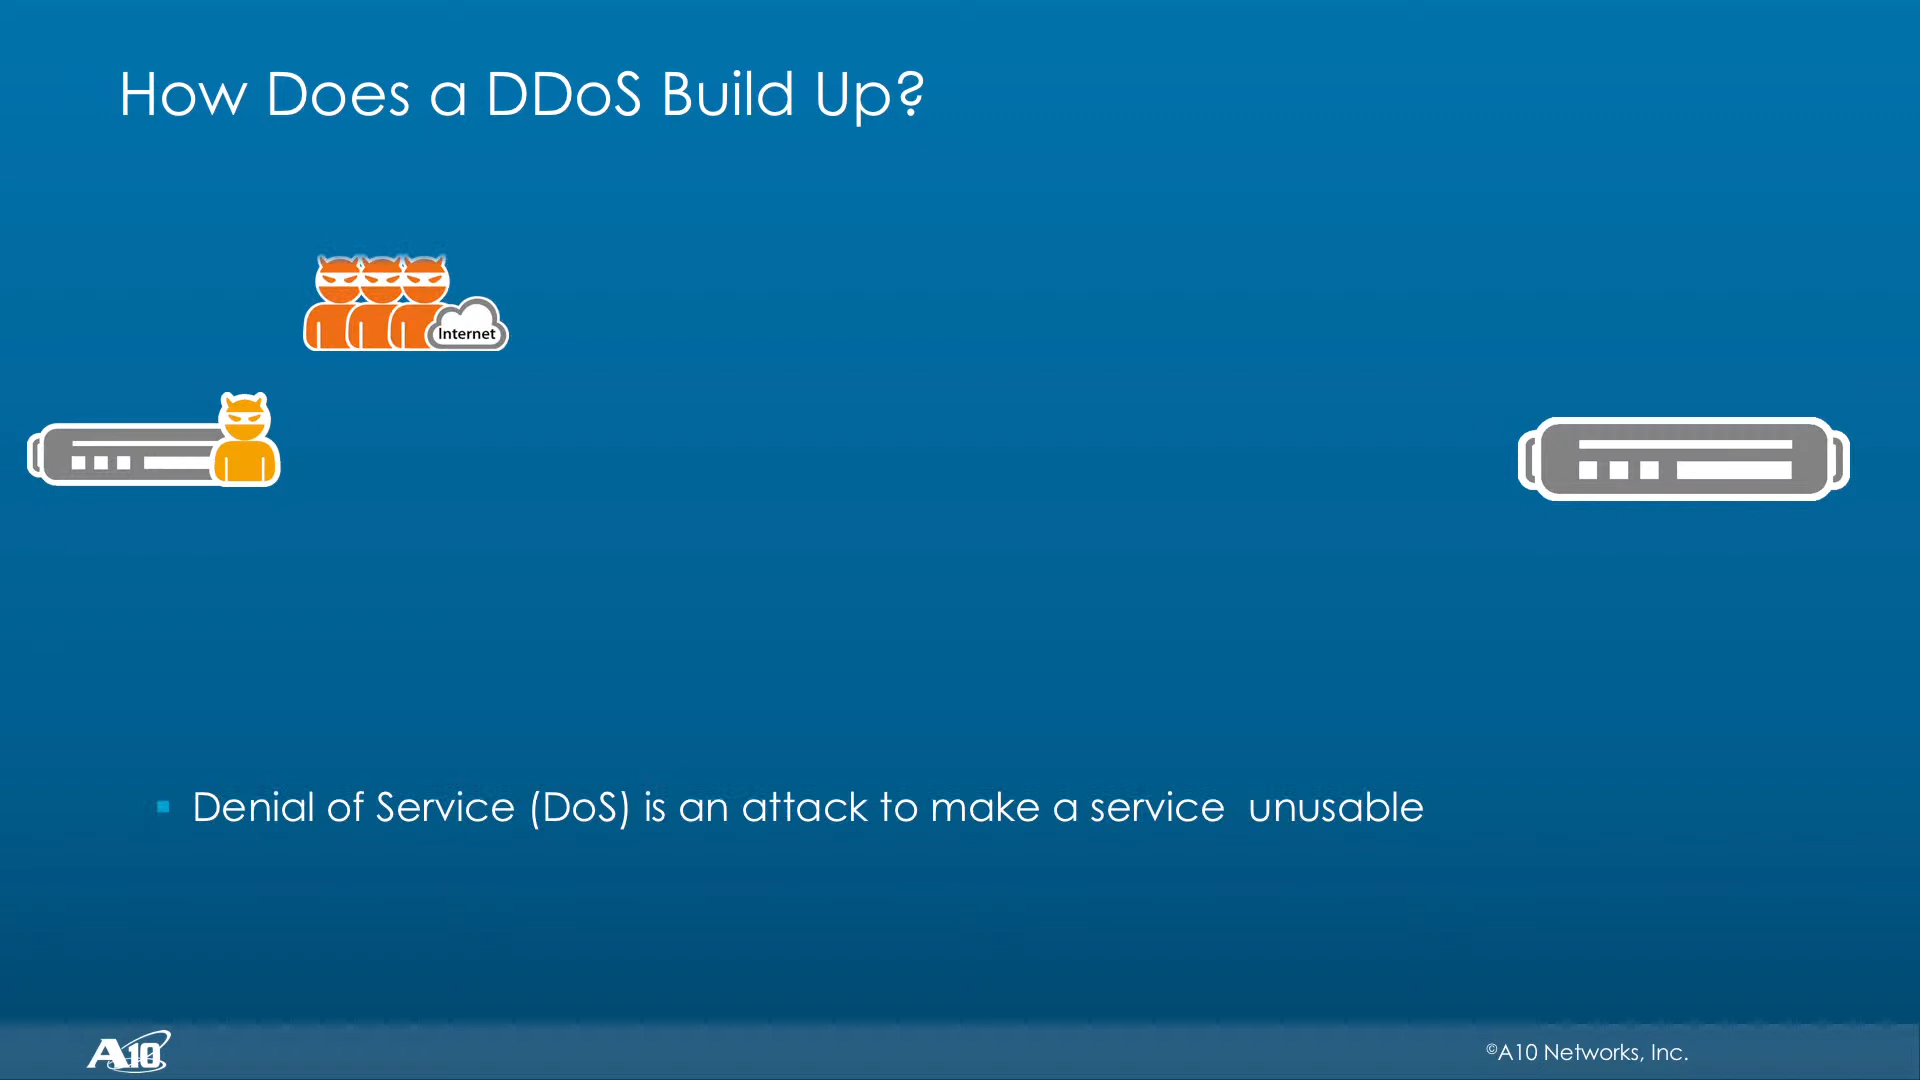 How Does a DDoS Build Up?
Internet
Denial of Service (DoS) is an attack to make a service  unusable
A10
©A10 Networks, Inc.